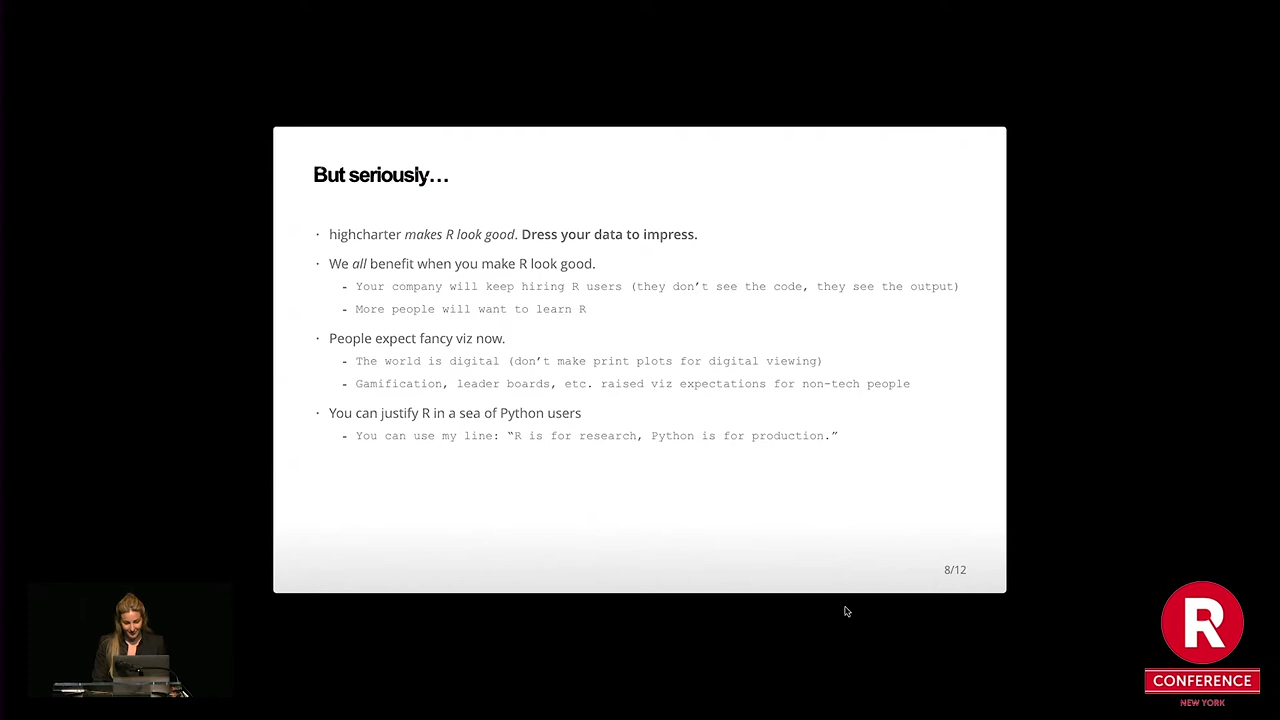 But seriously…
· highcharter makes R look good. Dress your data to impress.
· We all benefit when you make R look good.
- Your company will keep hiring R users (they don’t see the code, they see the output)
- More people will want to learn R
· People expect fancy viz now.
- The world is digital (don’t make print plots for digital viewing)
- Gamification, leader boards, etc. raised viz expectations for non-tech people
· You can justify R in a sea of Python users
- You can use my line: “R is for research, Python is for production.”
8/12
R
CONFERENCE
NEW YORK